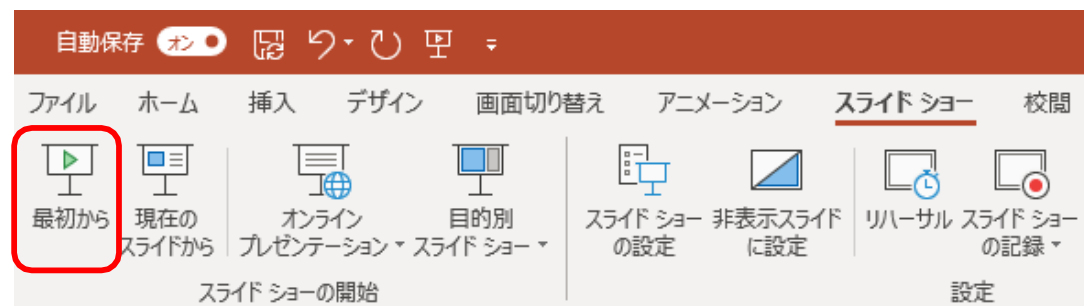 自動保存 オン
ファイル ホーム 挿入 デザイン 画面切り替え アニメーション スライド ショー 校閲
最初から
現在の
スライドから
オンライン
プレゼンテーション
目的別
スライド ショー
スライド ショー
の設定
非表示スライド
に設定
リハーサル
スライド ショー
の記録
スライド ショーの開始
設定